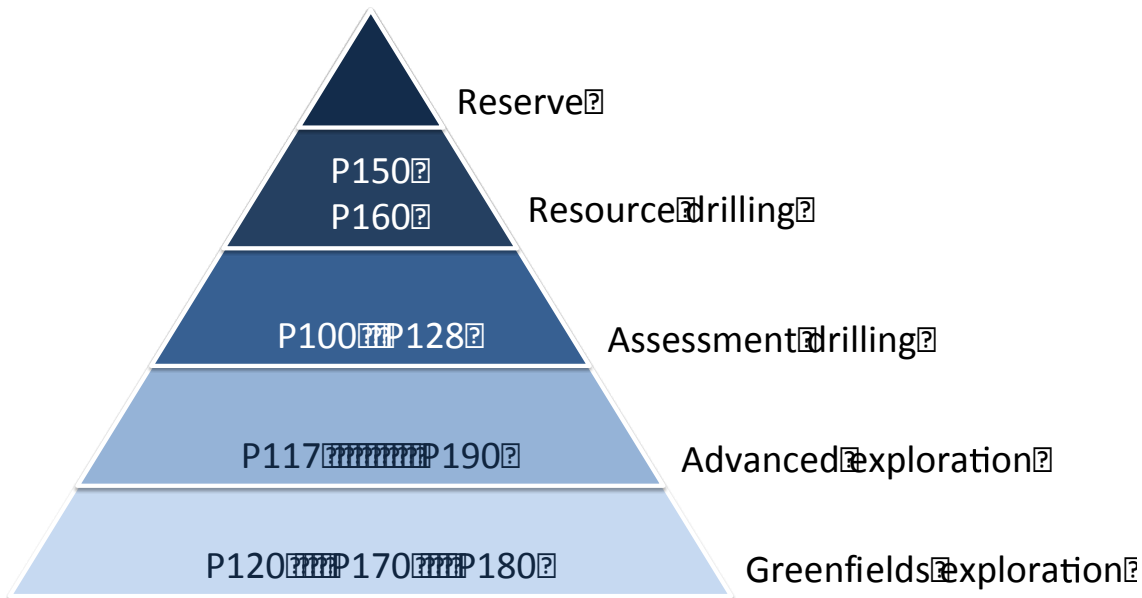 Reserve
P150
P160
Resource drilling
P100 P128
Assessment drilling
P117 P190
Advanced exploration
P120 P170 P180
Greenfields exploration